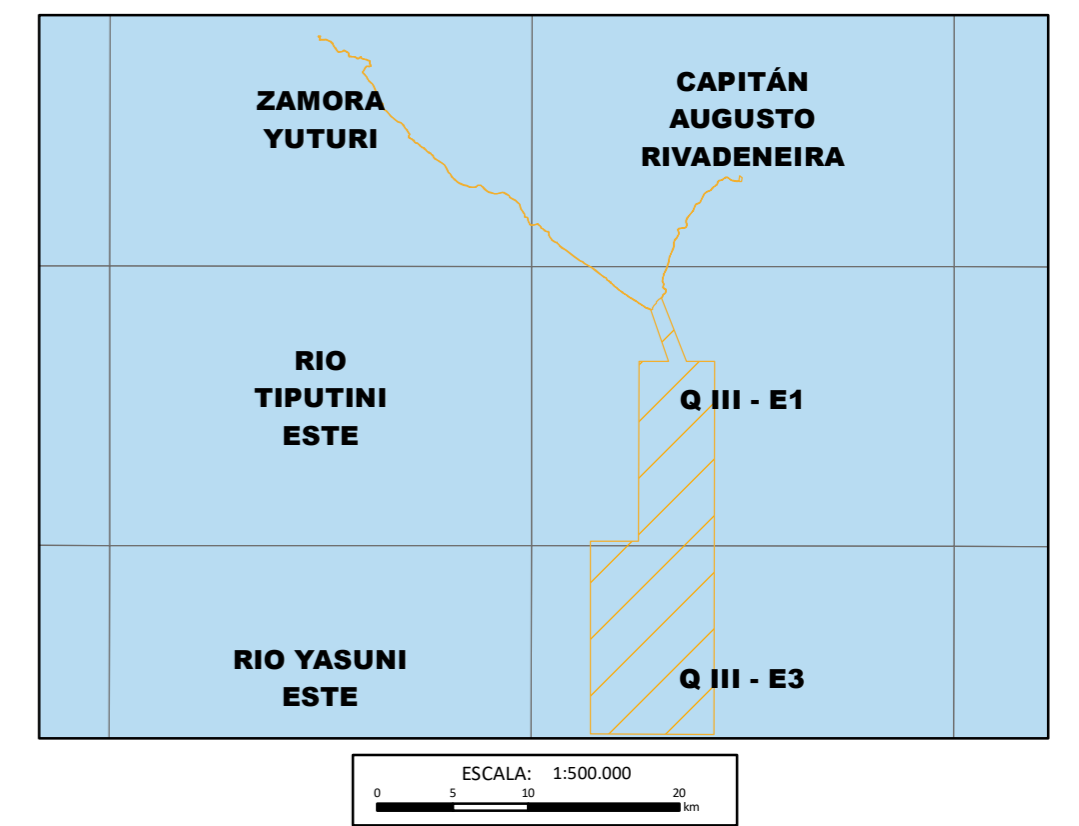 ZAMORA
YUTURI
CAPITÁN
AUGUSTO
RIVADENEIRA
RIO
TIPUTINI
ESTE
Q III - E1
RIO YASUNI
ESTE
Q III - E3
ESCALA: 1:500.000
0 5 10 20
km